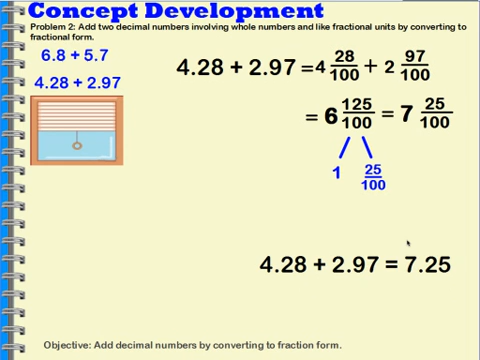 Concept Development
Problem 2: Add two decimal numbers involving whole numbers and like fractional units by converting to
fractional form.
6.8 + 5.7
4.28 + 2.97
4.28 + 2.97 = 4 28/100 + 2 97/100
= 6 125/100 = 7 25/100
1 25/100
4.28 + 2.97 = 7.25
Objective: Add decimal numbers by converting to fraction form.